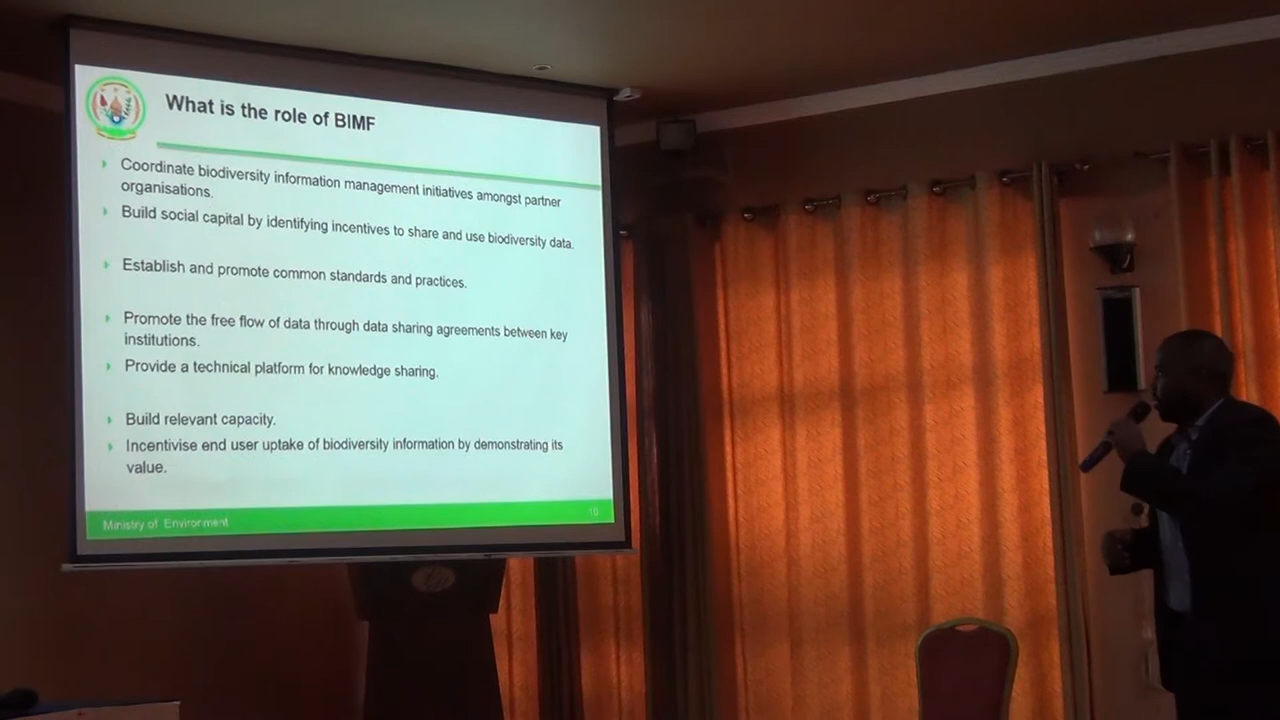 What is the role of BIMF
Coordinate biodiversity information management initiatives amongst partner
organisations.
Build social capital by identifying incentives to share and use biodiversity data.
Establish and promote common standards and practices.
Promote the free flow of data through data sharing agreements between key
institutions.
Provide a technical platform for knowledge sharing.
Build relevant capacity.
Incentivise end user uptake of biodiversity information by demonstrating its
value.
Ministry of Environment
10